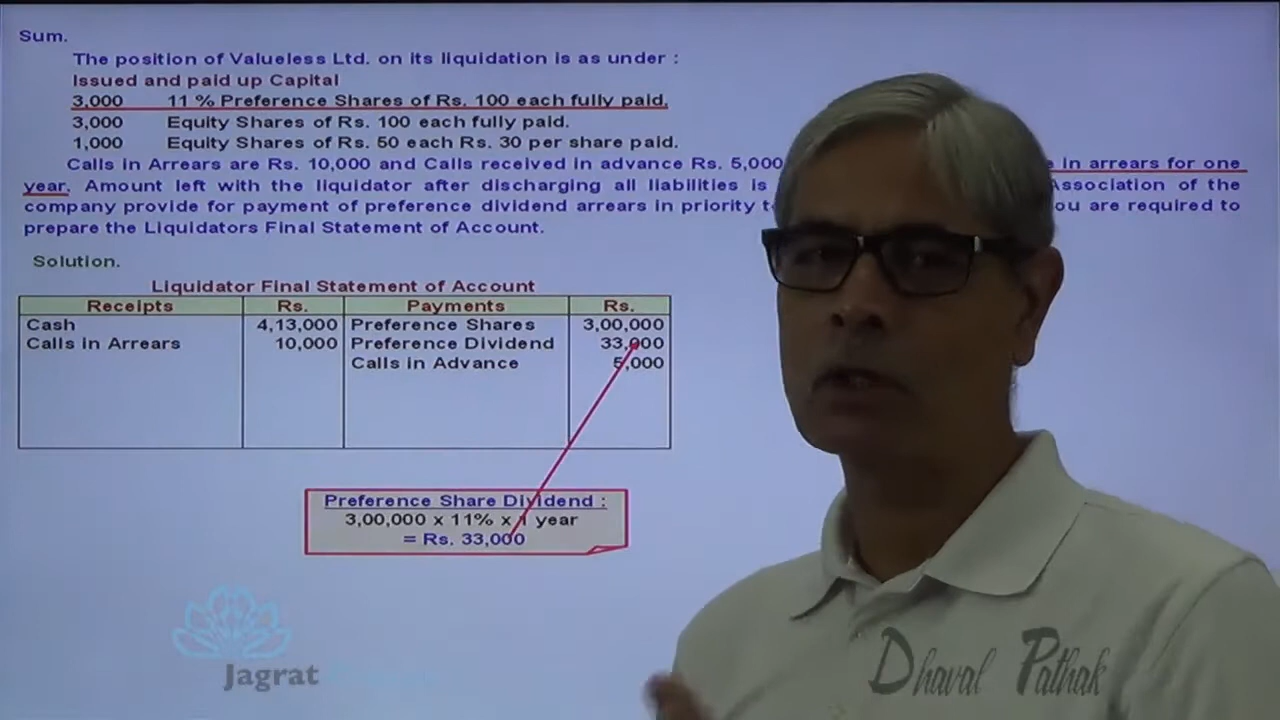 Sum.
The position of Valueless Ltd. on its liquidation is as under :
Issued and paid up Capital
3,000 11 % Preference Shares of Rs. 100 each fully paid.
3,000 Equity Shares of Rs. 100 each fully paid.
1,000 Equity Shares of Rs. 50 each Rs. 30 per share paid.
Calls in Arrears are Rs. 10,000 and Calls received in advance Rs. 5,000 in arrears for one
year. Amount left with the liquidator after discharging all liabilities is Association of the
company provide for payment of preference dividend arrears in priority are required to
prepare the Liquidators Final Statement of Account.
Solution.
Liquidator Final Statement of Account
Receipts Rs. Payments Rs.
Cash 4,13,000 Preference Shares 3,00,000
Calls in Arrears 10,000 Preference Dividend 33,000
Calls in Advance 5,000
Preference Share Dividend :
3,00,000 x 11% x 1 year
= Rs. 33,000
Jagrat
Dhaval Pathak